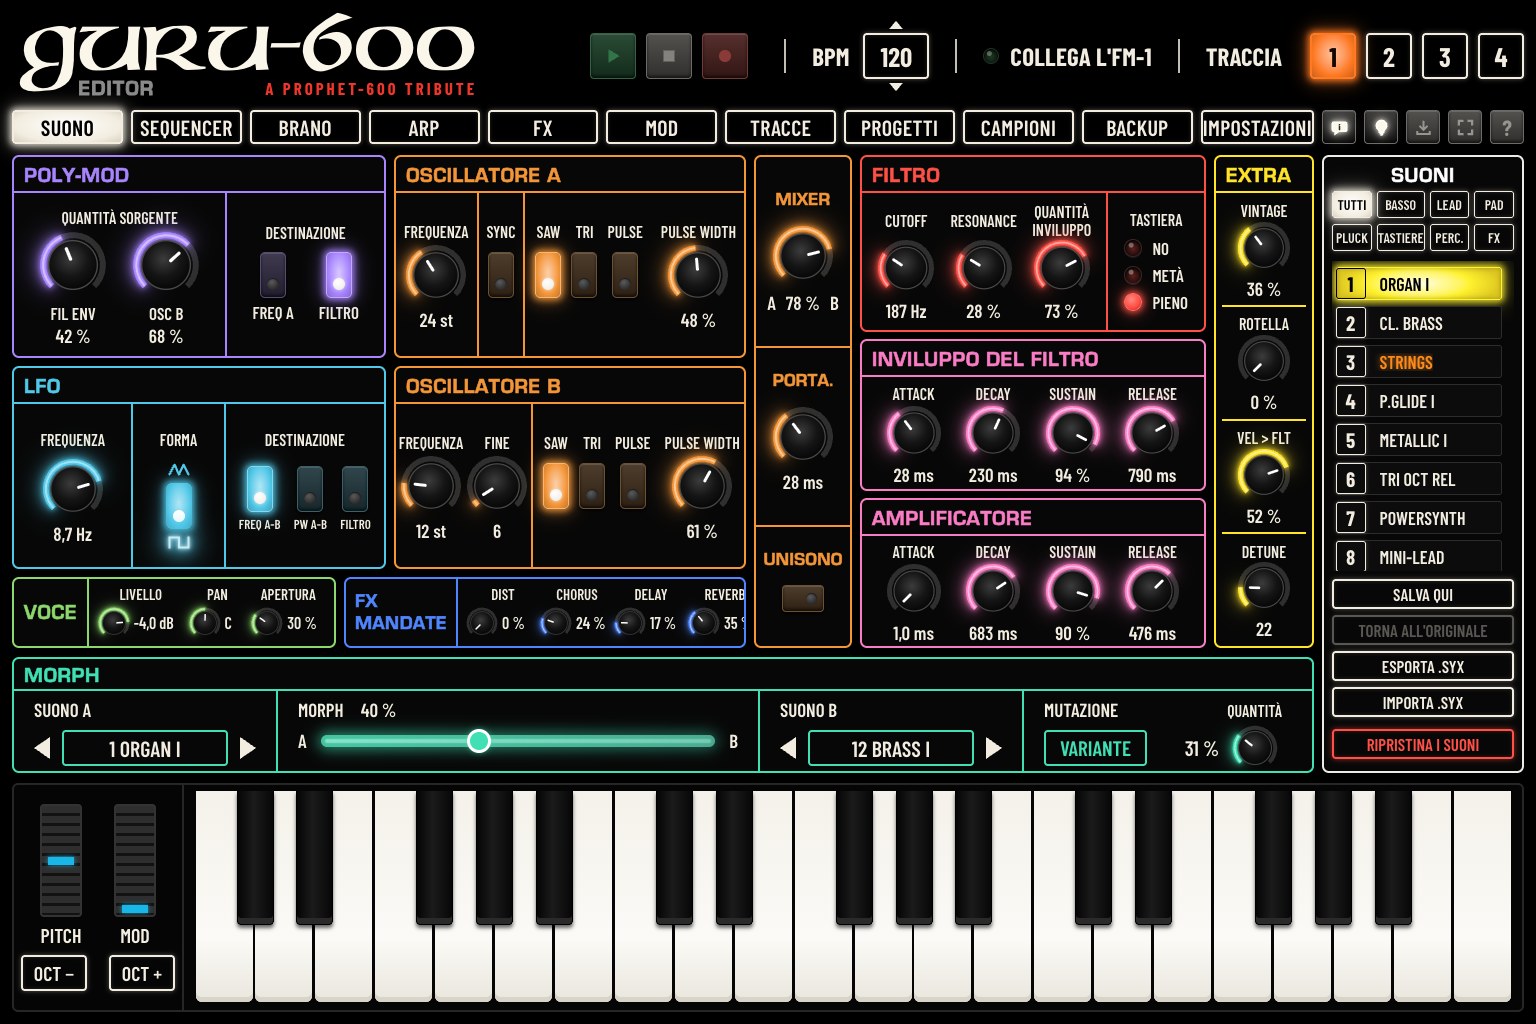 guru-600
EDITOR
A PROPHET-600 TRIBUTE
BPM
120
COLLEGA L'FM-1
TRACCIA
1
2
3
4
SUONO
SEQUENCER
BRANO
ARP
FX
MOD
TRACCE
PROGETTI
CAMPIONI
BACKUP
IMPOSTAZIONI
?
POLY-MOD
QUANTITÀ SORGENTE
DESTINAZIONE
FIL ENV
42 %
OSC B
68 %
FREQ A
FILTRO
OSCILLATORE A
FREQUENZA
SYNC
SAW
TRI
PULSE
PULSE WIDTH
24 st
48 %
MIXER
A 78 % B
FILTRO
CUTOFF
RESONANCE
QUANTITÀ
INVILUPPO
187 Hz
28 %
73 %
TASTIERA
NO
METÀ
PIENO
EXTRA
VINTAGE
36 %
ROTELLA
0 %
VEL > FLT
52 %
DETUNE
22
LFO
FREQUENZA
8,7 Hz
FORMA
DESTINAZIONE
FREQ A-B
PW A-B
FILTRO
OSCILLATORE B
FREQUENZA
FINE
SAW
TRI
PULSE
PULSE WIDTH
12 st
6
61 %
PORTA.
28 ms
UNISONO
INVILUPPO DEL FILTRO
ATTACK
DECAY
SUSTAIN
RELEASE
28 ms
230 ms
94 %
790 ms
AMPLIFICATORE
ATTACK
DECAY
SUSTAIN
RELEASE
1,0 ms
683 ms
90 %
476 ms
VOCE
LIVELLO
-4,0 dB
PAN
C
APERTURA
30 %
FX
MANDATE
DIST
0 %
CHORUS
24 %
DELAY
17 %
REVERB
35
MORPH
SUONO A
1 ORGAN I
MORPH 40 %
A
B
SUONO B
12 BRASS I
MUTAZIONE
VARIANTE
QUANTITÀ
31 %
SUONI
TUTTI
BASSO
LEAD
PAD
PLUCK
TASTIERE
PERC.
FX
1 ORGAN I
2 CL. BRASS
3 STRINGS
4 P.GLIDE I
5 METALLIC I
6 TRI OCT REL
7 POWERSYNTH
8 MINI-LEAD
SALVA QUI
TORNA ALL'ORIGINALE
ESPORTA .SYX
IMPORTA .SYX
RIPRISTINA I SUONI
PITCH
MOD
OCT –
OCT +